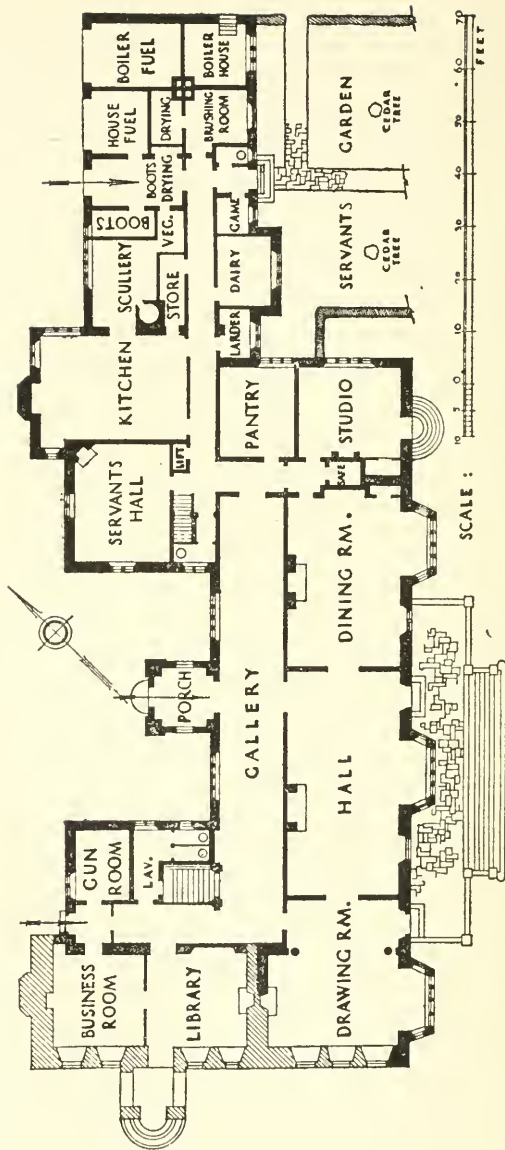 BOILER
FUEL
BOILER
HOUSE
HOUSE
FUEL
DRYING
BRUSHING
ROOM
BOOTS
DRYING
BOOTS
VEG.
GAME
SCULLERY
STORE
DAIRY
LARDER
KITCHEN
PANTRY
STUDIO
SERVANTS
HALL
LIFT
SAFE
DINING RM.
PORCH
GALLERY
HALL
GUN
ROOM
LAV.
BUSINESS
ROOM
LIBRARY
DRAWING RM.
SERVANTS GARDEN
CEDAR
TREE
CEDAR
TREE
SCALE :
10 5 0 10 20 30 40 50 60 70
FEET